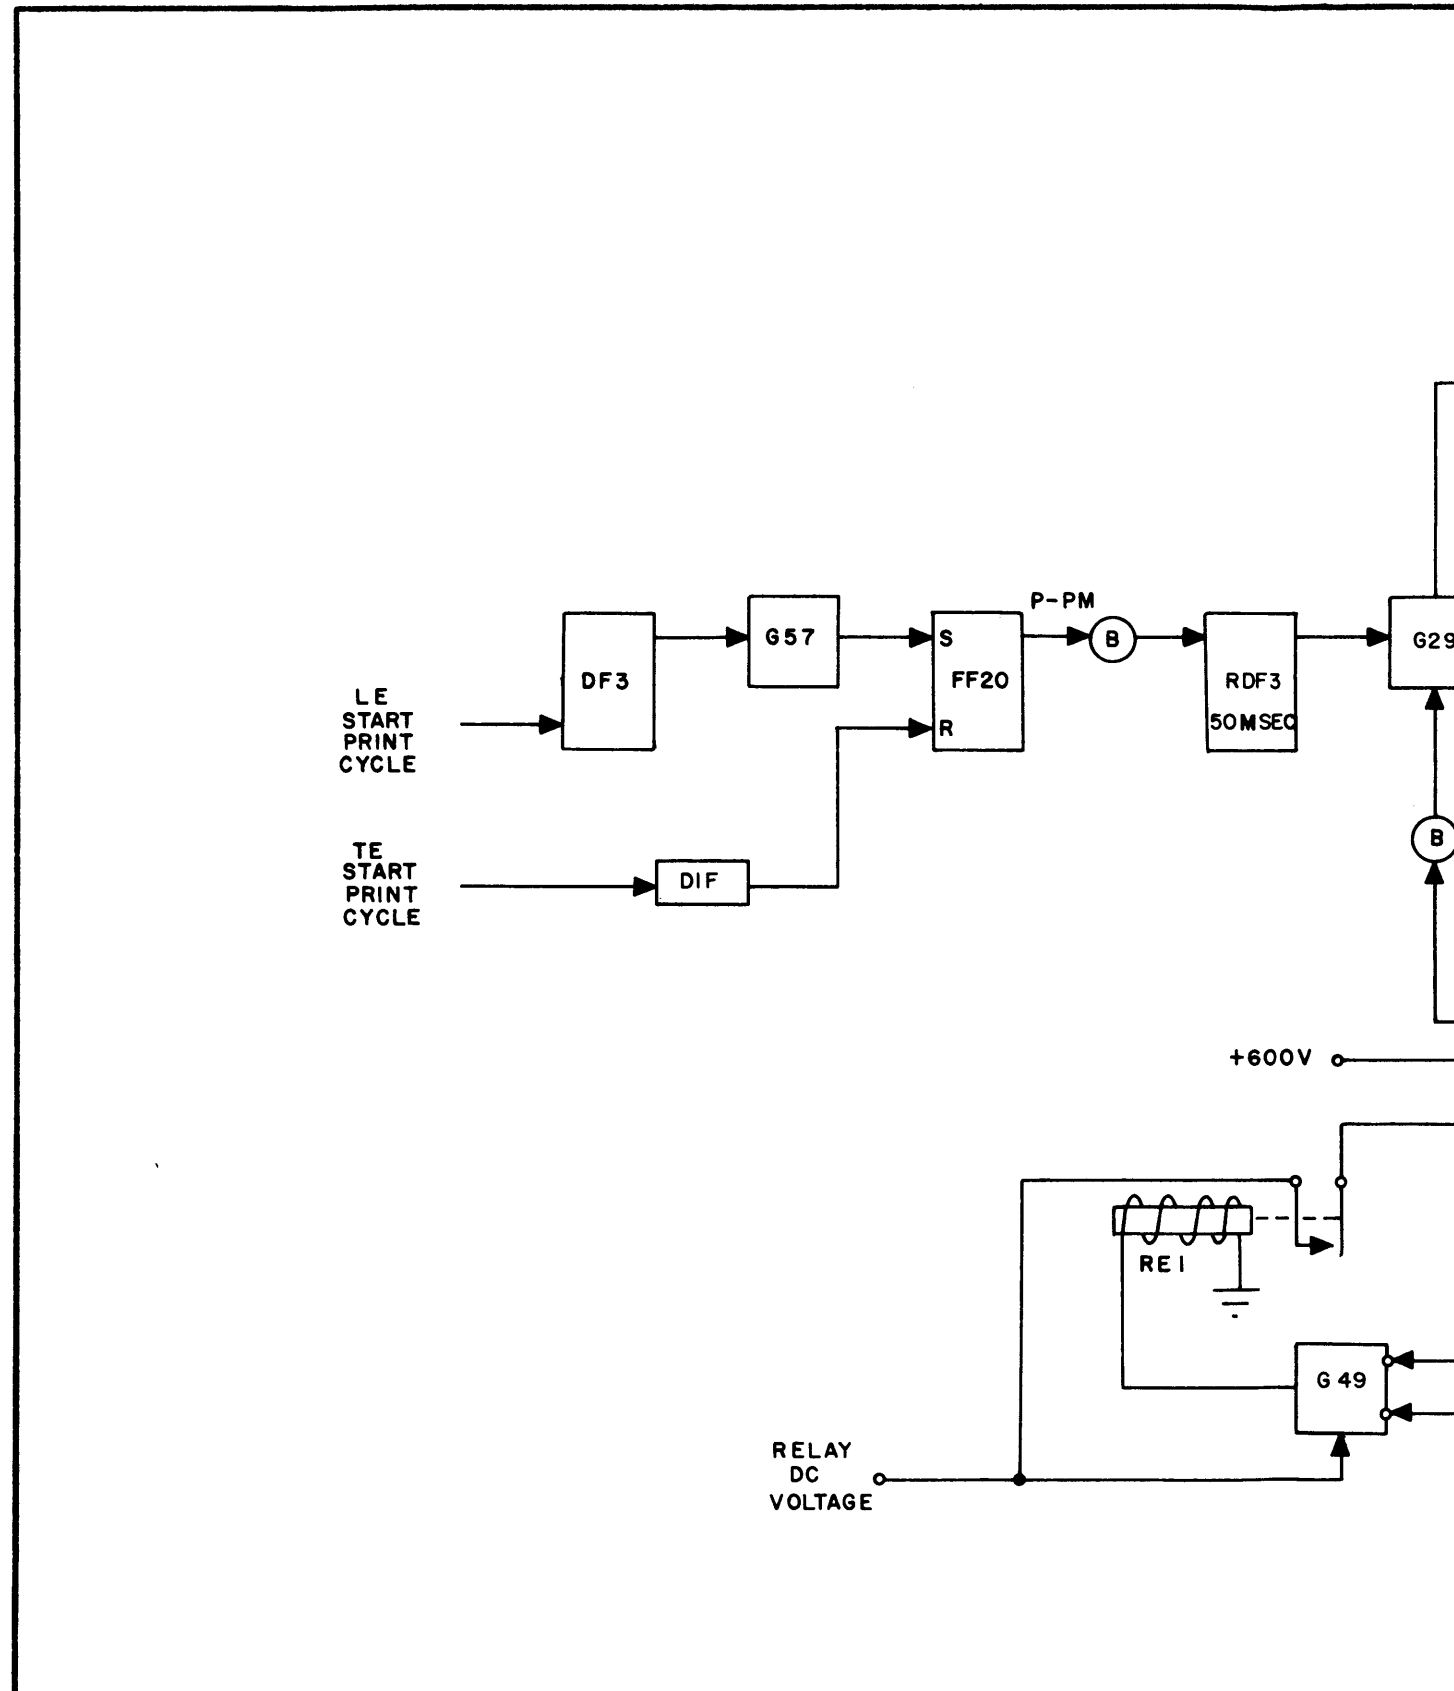 P-PM
G57
S
B
G29
DF3
FF20
RDF3
50MSEC
R
LE
START
PRINT
CYCLE
TE
START
PRINT
CYCLE
DIF
B
+600V
RE1
G49
RELAY
DC
VOLTAGE